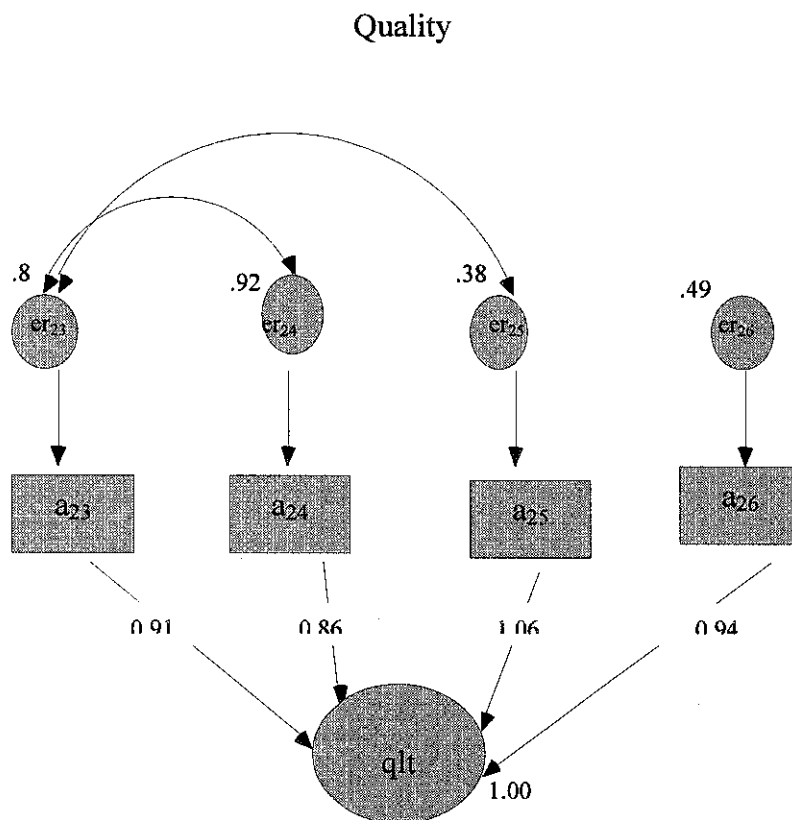 Quality
.8 .92 .38 .49
er₂₃ er₂₄ er₂₅ er₂₆
a₂₃ a₂₄ a₂₅ a₂₆
0.91 0.86 1.06 0.94
qlt
1.00